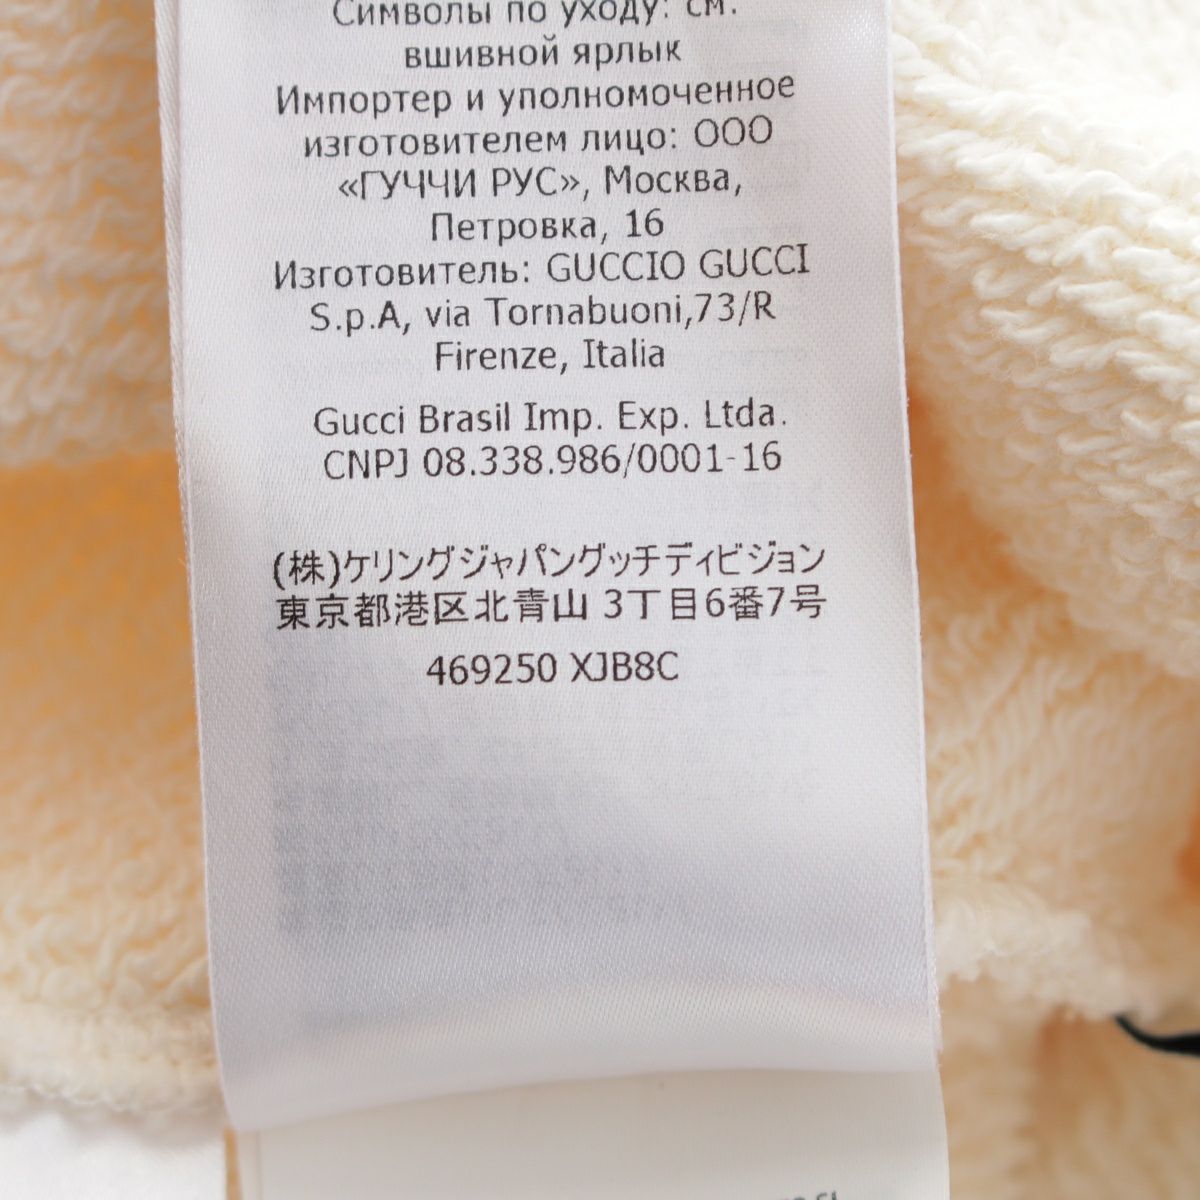 Символы по уходу: см.
вшивной ярлык
Импортер и уполномоченное
изготовителем лицо: ООО
«ГУЧЧИ РУС», Москва,
Петровка, 16
Изготовитель: GUCCIO GUCCI
S.p.A, via Tornabuoni,73/R
Firenze, Italia
Gucci Brasil Imp. Exp. Ltda.
CNPJ 08.338.986/0001-16
(株)ケリングジャパングッチディビジョン
東京都港区北青山 3丁目6番7号
469250 XJB8C